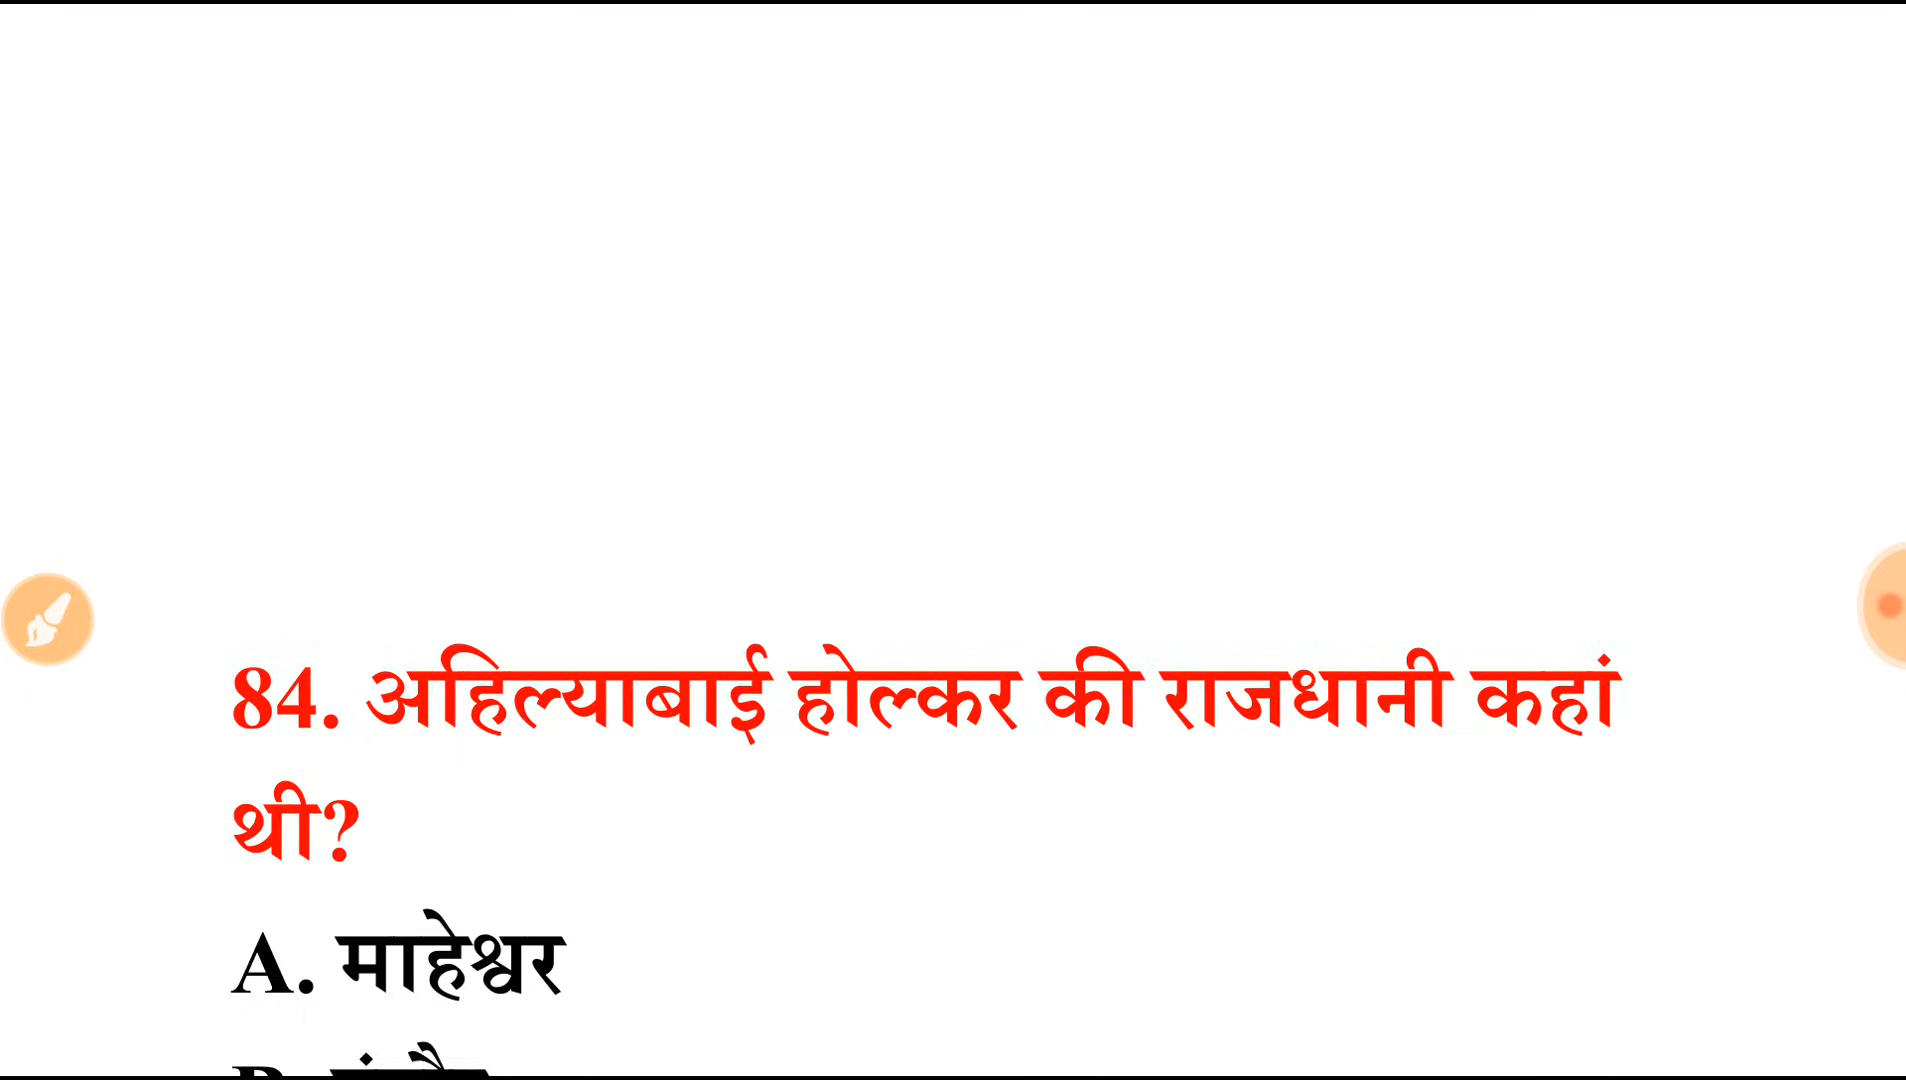 84. अहिल्याबाई होल्कर की राजधानी कहां
थी?
A. माहेश्वर